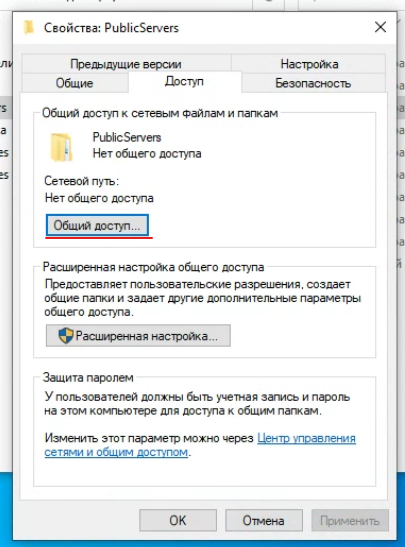 Свойства: PublicServers
Предыдущие версии
Настройка
Общие
Доступ
Безопасность
Общий доступ к сетевым файлам и папкам
PublicServers
Нет общего доступа
Сетевой путь:
Нет общего доступа
Общий доступ...
Расширенная настройка общего доступа
Предоставляет пользовательские разрешения, создает
общие папки и задает другие дополнительные параметры
общего доступа.
Расширенная настройка...
Защита паролем
У пользователей должны быть учетная запись и пароль
на этом компьютере для доступа к общим папкам.
Изменить этот параметр можно через Центр управления
сетями и общим доступом.
OK
Отмена
Применить